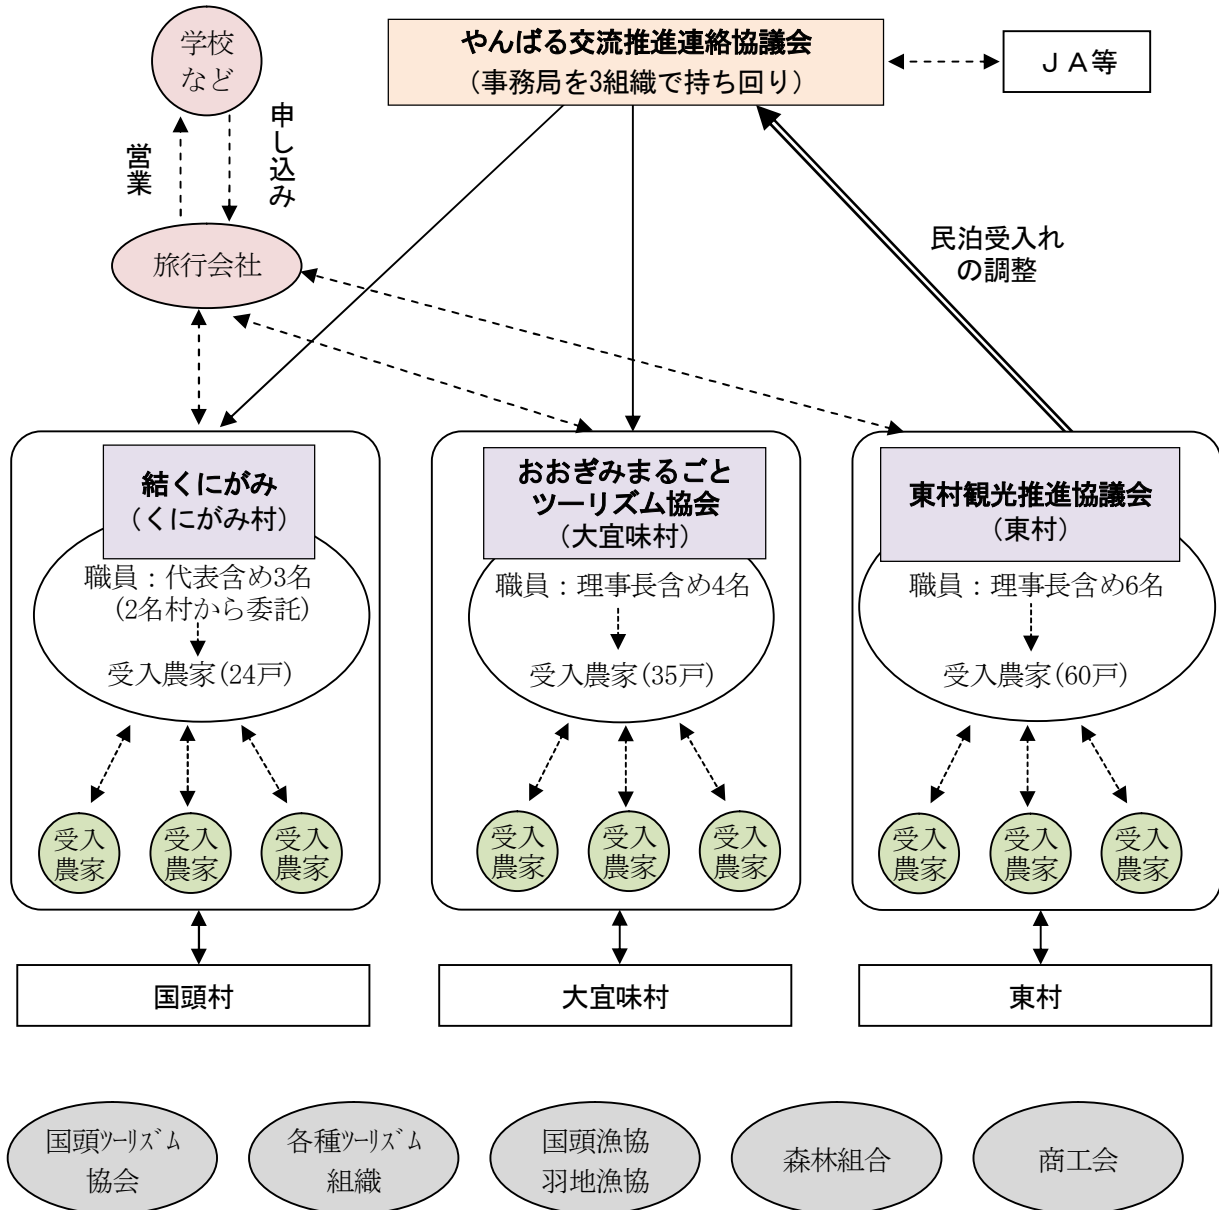 学校
など
やんばる交流推進連絡協議会
（事務局を3組織で持ち回り）
ＪＡ等
営業
申し込み
旅行会社
民泊受入れ
の調整
結くにがみ
（くにがみ村）
職員：代表含め3名
(2名村から委託)
受入農家(24戸)
受入
農家
受入
農家
受入
農家
国頭村
おおぎみまるごと
ツーリズム協会
（大宜味村）
職員：理事長含め4名
受入農家(35戸)
受入
農家
受入
農家
受入
農家
大宜味村
東村観光推進協議会
（東村）
職員：理事長含め6名
受入農家(60戸)
受入
農家
受入
農家
受入
農家
東村
国頭ﾂｰﾘｽﾞﾑ
協会
各種ﾂｰﾘｽﾞﾑ
組織
国頭漁協
羽地漁協
森林組合
商工会